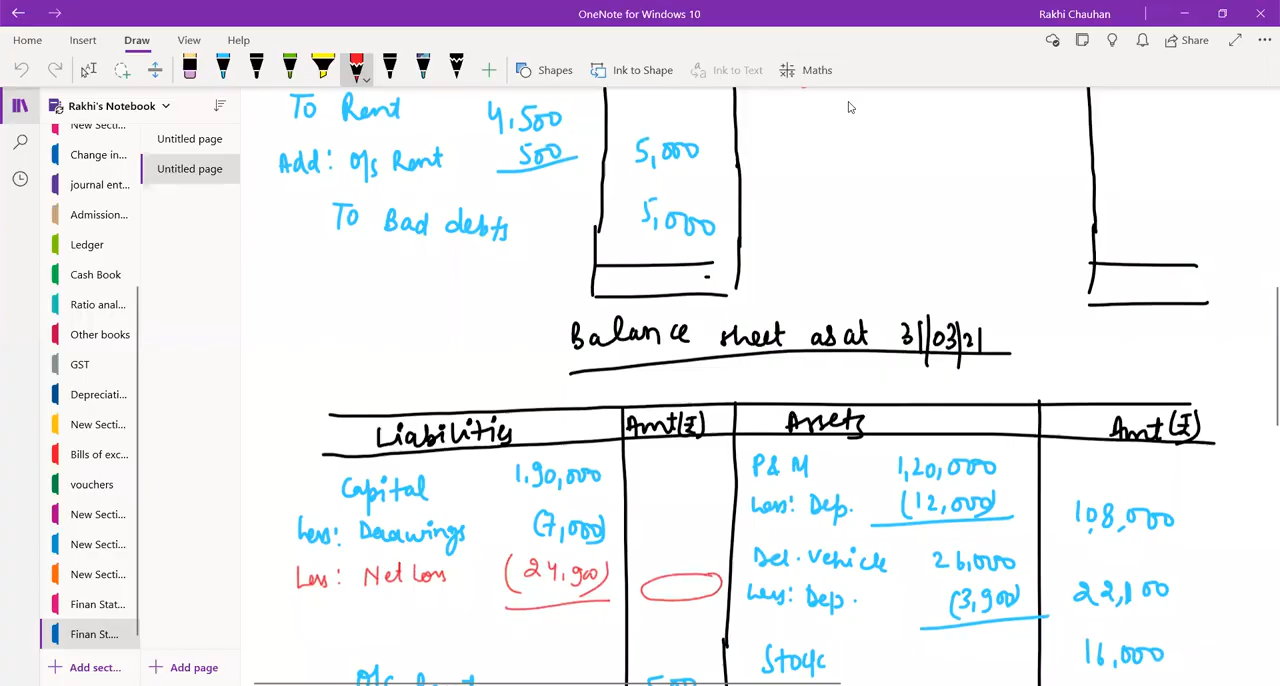 OneNote for Windows 10
Rakhi Chauhan
Home Insert Draw View Help
Share
Shapes
Ink to Shape
Ink to Text
Maths
Rakhi's Notebook
New Secti...
Change in...
journal ent...
Admission...
Ledger
Cash Book
Ratio anal...
Other books
GST
Depreciati...
New Secti...
Bills of exc...
vouchers
New Secti...
New Secti...
New Secti...
Finan Stat...
Finan St....
Add sect...
Untitled page
Untitled page
Add page
To Rent 4,500
Add: O/s Rent 500 5,000
To Bad debts 5,000
Balance sheet as at 31/03/21
Liabilities Amt(₹) Assets Amt(₹)
Capital 1,90,000
Less: Drawings (7,000)
Less: Net Loss (24,900)
P&M 1,20,000
Less: Dep. (12,000) 108,000
Del. Vehicle 26,000
Less: Dep. (3,900) 22,100
Stock 16,000
O/s Rent 500